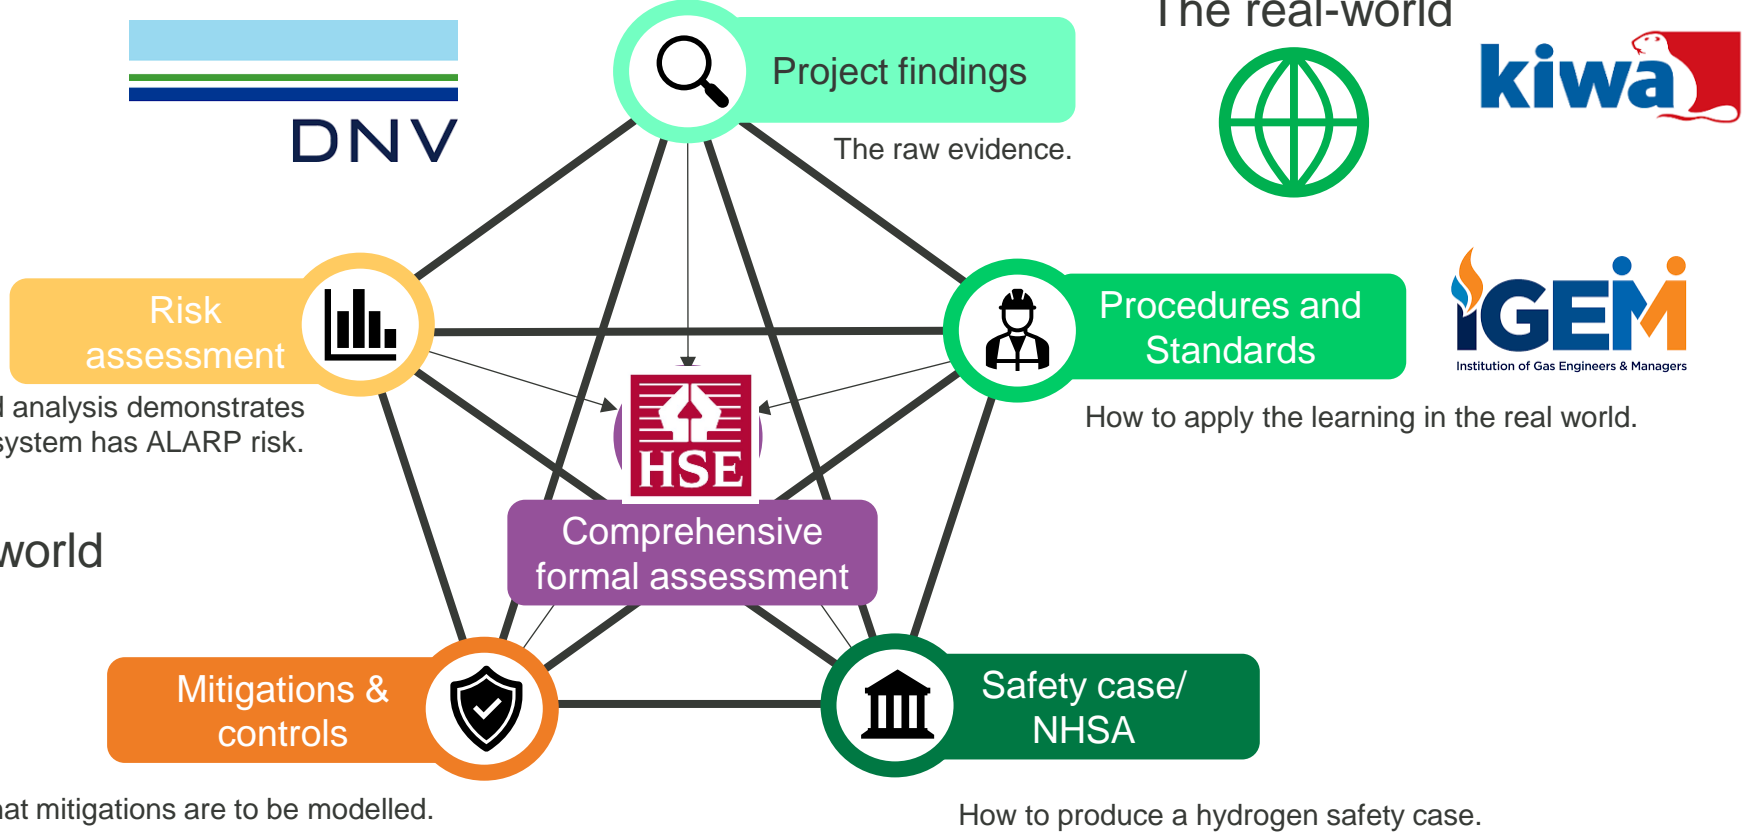 The real-world
DNV
Project findings
kiwa
The raw evidence.
Risk
assessment
Procedures and
Standards
IGEM
Institution of Gas Engineers & Managers
analysis demonstrates
system has ALARP risk.
How to apply the learning in the real world.
HSE
Comprehensive
formal assessment
world
Mitigations &
controls
Safety case/
NHSA
mitigations are to be modelled.
How to produce a hydrogen safety case.